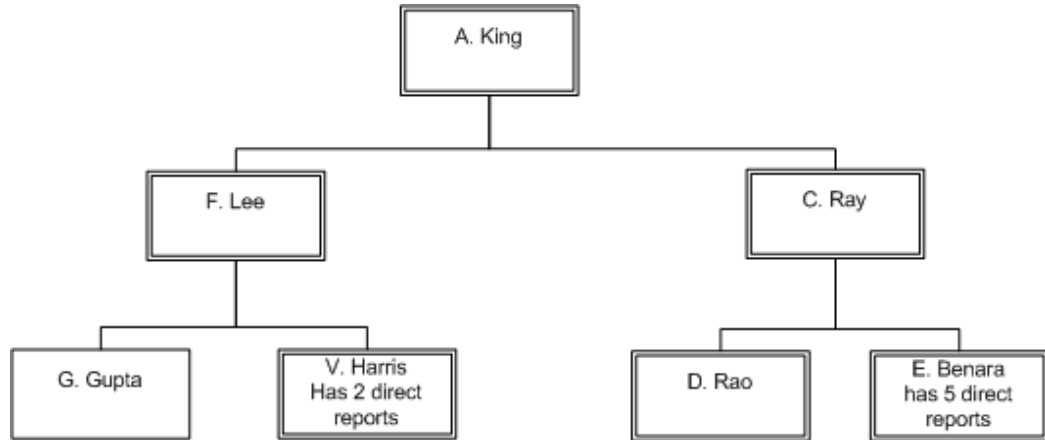 A. King
F. Lee
C. Ray
G. Gupta
V. Harris
Has 2 direct
reports
D. Rao
E. Benara
has 5 direct
reports